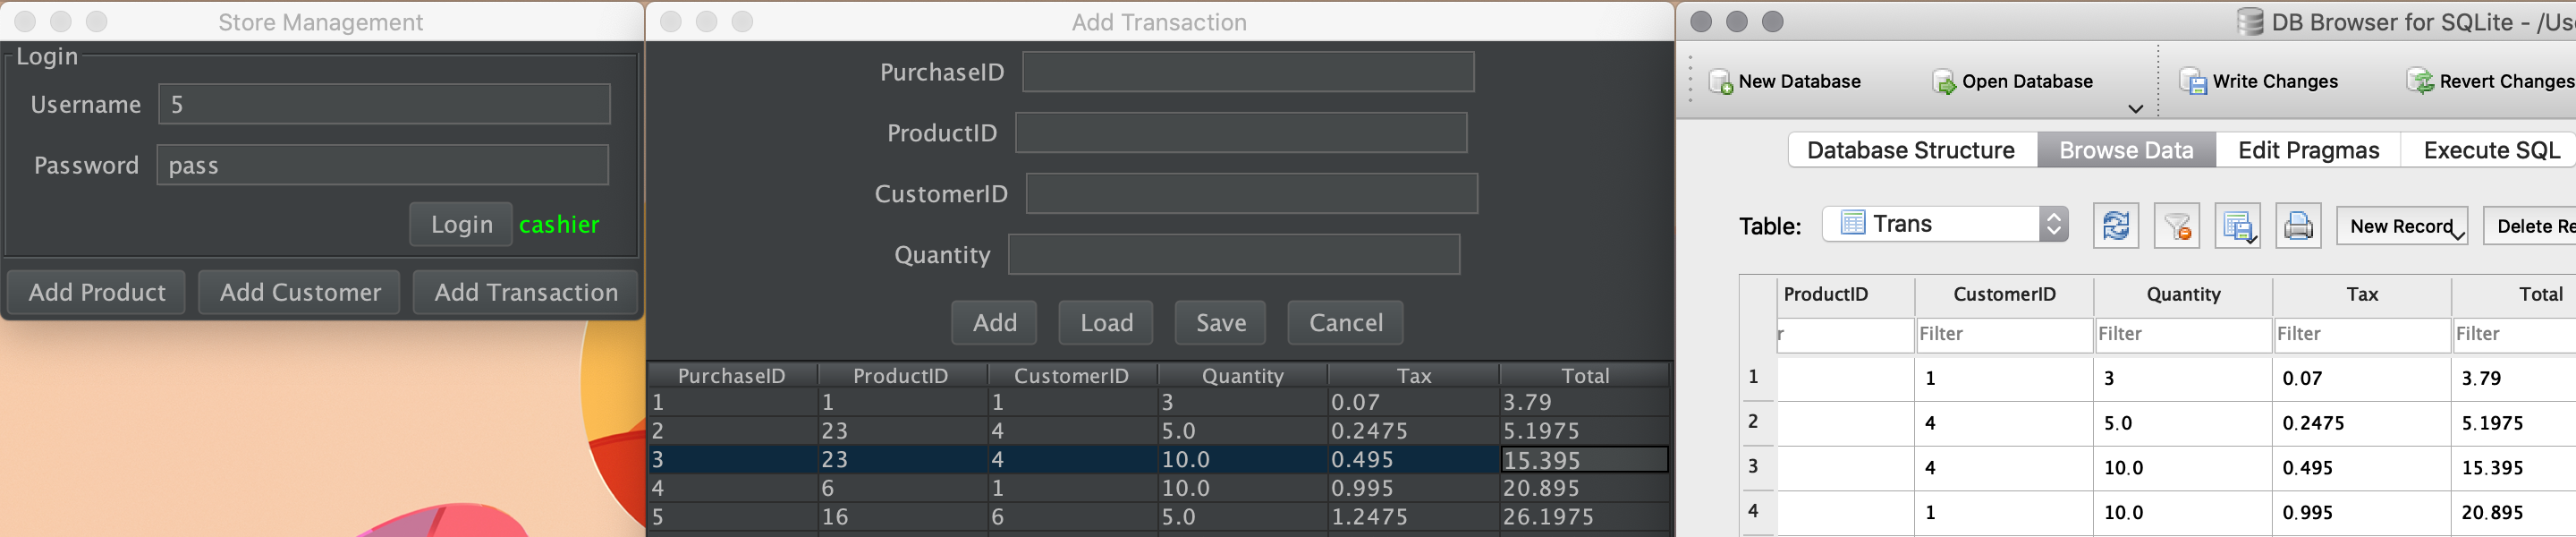 Store Management
Login
Username 5
Password pass
Login cashier
Add Product Add Customer Add Transaction
Add Transaction
PurchaseID
ProductID
CustomerID
Quantity
Add Load Save Cancel
PurchaseID ProductID CustomerID Quantity Tax Total
1 1 1 3 0.07 3.79
2 23 4 5.0 0.2475 5.1975
3 23 4 10.0 0.495 15.395
4 6 1 10.0 0.995 20.895
5 16 6 5.0 1.2475 26.1975
DB Browser for SQLite - /Us
New Database Open Database Write Changes Revert Changes
Database Structure Browse Data Edit Pragmas Execute SQL
Table: Trans New Record Delete Re
ProductID CustomerID Quantity Tax Total
r Filter Filter Filter Filter
1 1 3 0.07 3.79
2 4 5.0 0.2475 5.1975
3 4 10.0 0.495 15.395
4 1 10.0 0.995 20.895